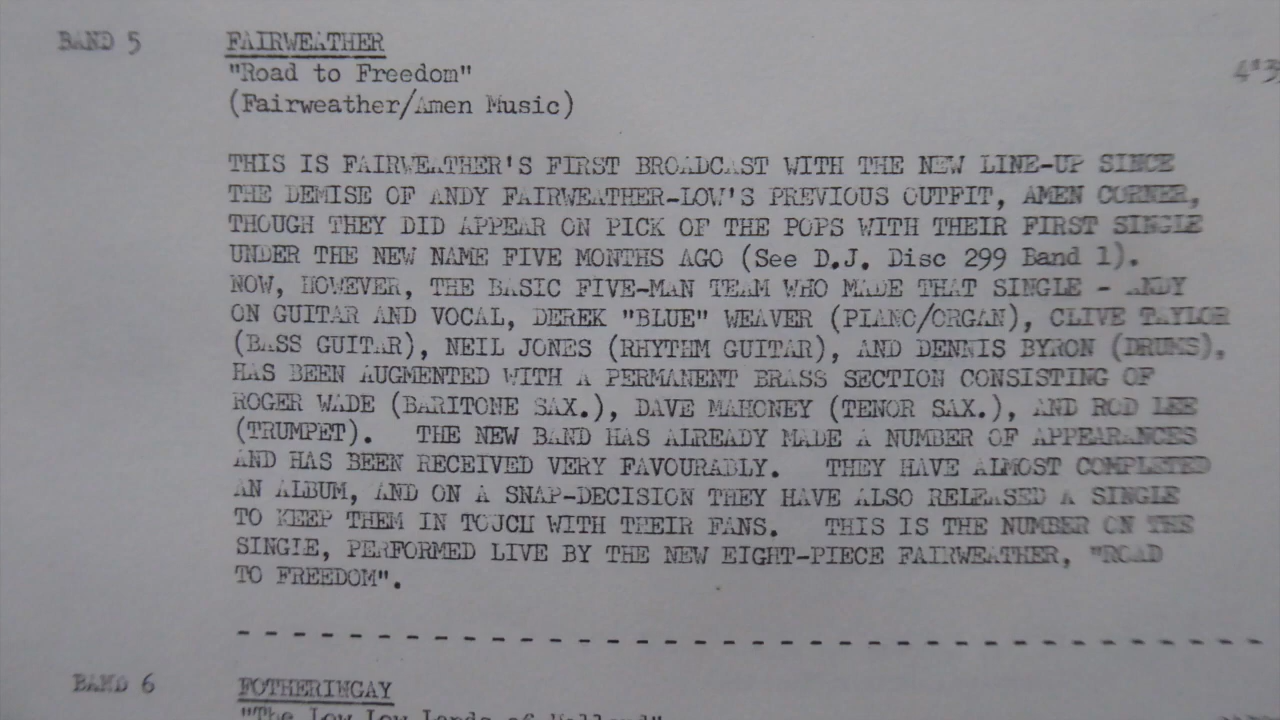 BAND 5 FAIRWEATHER
"Road to Freedom" 4'3
(Fairweather/Amen Music)
THIS IS FAIRWEATHER'S FIRST BROADCAST WITH THE NEW LINE-UP SINCE
THE DEMISE OF ANDY FAIRWEATHER-LOW'S PREVIOUS OUTFIT, AMEN CORNER,
THOUGH THEY DID APPEAR ON PICK OF THE POPS WITH THEIR FIRST SINGLE
UNDER THE NEW NAME FIVE MONTHS AGO (See D.J. Disc 299 Band 1).
NOW, HOWEVER, THE BASIC FIVE-MAN TEAM WHO MADE THAT SINGLE - ANDY
ON GUITAR AND VOCAL, DEREK "BLUE" WEAVER (PIANO/ORGAN), CLIVE TAYLOR
(BASS GUITAR), NEIL JONES (RHYTHM GUITAR), AND DENNIS BYRON (DRUMS),
HAS BEEN AUGMENTED WITH A PERMANENT BRASS SECTION CONSISTING OF
ROGER WADE (BARITONE SAX.), DAVE MAHONEY (TENOR SAX.), AND ROD LEE
(TRUMPET). THE NEW BAND HAS ALREADY MADE A NUMBER OF APPEARANCES
AND HAS BEEN RECEIVED VERY FAVOURABLY. THEY HAVE ALMOST COMPLETED
AN ALBUM, AND ON A SNAP-DECISION THEY HAVE ALSO RELEASED A SINGLE
TO KEEP THEM IN TOUCH WITH THEIR FANS. THIS IS THE NUMBER ON THE
SINGLE, PERFORMED LIVE BY THE NEW EIGHT-PIECE FAIRWEATHER, "ROAD
TO FREEDOM".
BAND 6 FOTHERINGAY
"The Low Low Lands of Holland"